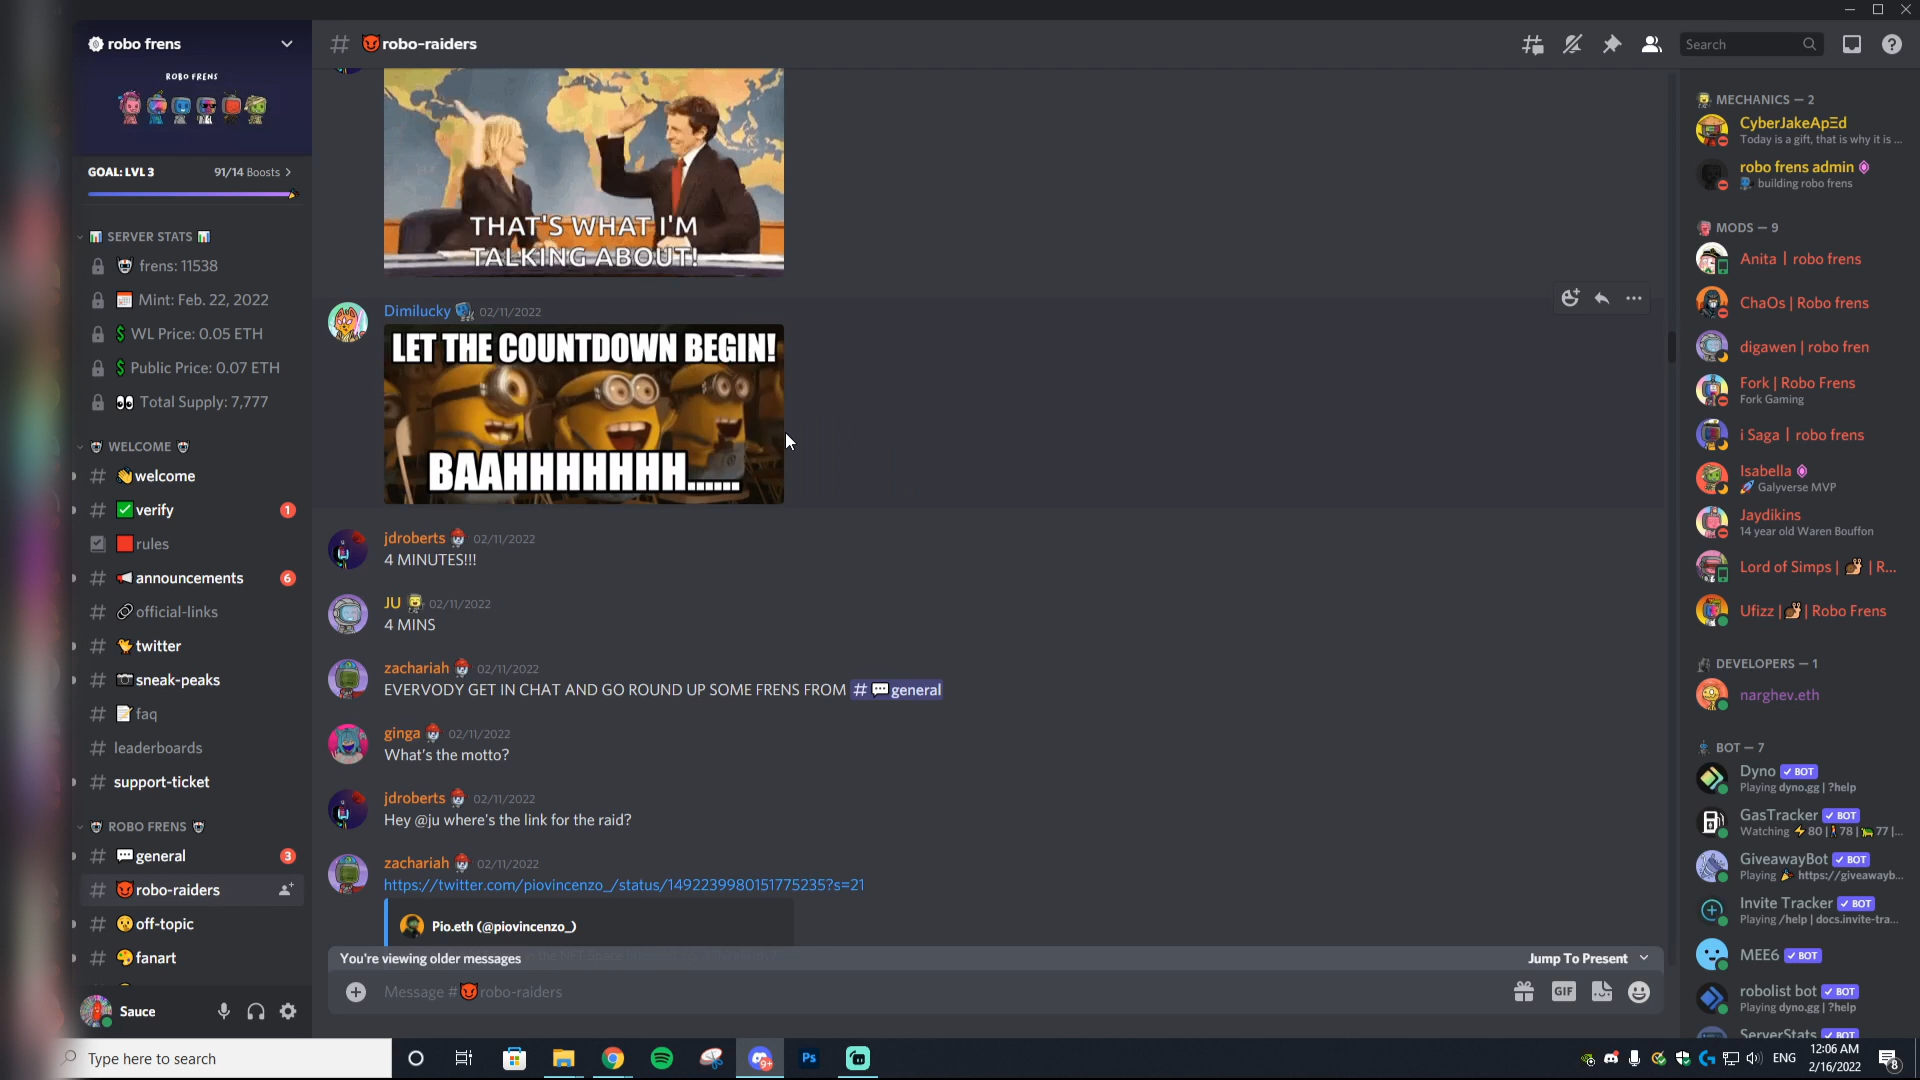 robo frens
ROBO FRENS
GOAL: LVL 3
91/14 Boosts
SERVER STATS
frens: 11538
Mint: Feb. 22, 2022
WL Price: 0.05 ETH
Public Price: 0.07 ETH
Total Supply: 7,777
WELCOME
welcome
verify
1
rules
announcements
6
official-links
twitter
sneak-peaks
faq
leaderboards
support-ticket
ROBO FRENS
general
3
robo-raiders
off-topic
fanart
Sauce
robo-raiders
Search
THAT'S WHAT I'M
TALKING ABOUT!
Dimilucky 02/11/2022
LET THE COUNTDOWN BEGIN!
BAAHHHHHHH......
jdroberts 02/11/2022
4 MINUTES!!!
JU 02/11/2022
4 MINS
zachariah 02/11/2022
EVERVODY GET IN CHAT AND GO ROUND UP SOME FRENS FROM # general
ginga 02/11/2022
What's the motto?
jdroberts 02/11/2022
Hey @ju where's the link for the raid?
zachariah 02/11/2022
https://twitter.com/piovincenzo_/status/1492239980151775235?s=21
Pio.eth (@piovincenzo_)
You're viewing older messages
Jump To Present
Message # robo-raiders
GIF
MECHANICS — 2
CyberJakeApΞd
Today is a gift, that is why it is ...
robo frens admin
building robo frens
MODS — 9
Anita | robo frens
ChaOs | Robo frens
digawen | robo fren
Fork | Robo Frens
Fork Gaming
i Saga | robo frens
Isabella
Galyverse MVP
Jaydikins
14 year old Waren Bouffon
Lord of Simps | | R...
Ufizz | | Robo Frens
DEVELOPERS — 1
narghev.eth
BOT — 7
Dyno BOT
Playing dyno.gg | ?help
GasTracker BOT
Watching 80 | 78 | 77 |...
GiveawayBot BOT
Playing https://giveawayb...
Invite Tracker BOT
Playing /help | docs.invite-tra...
MEE6 BOT
robolist bot BOT
Playing dyno.gg | ?help
ServerStats BOT
Type here to search
9+
Ps
ENG
12:06 AM
2/16/2022
8